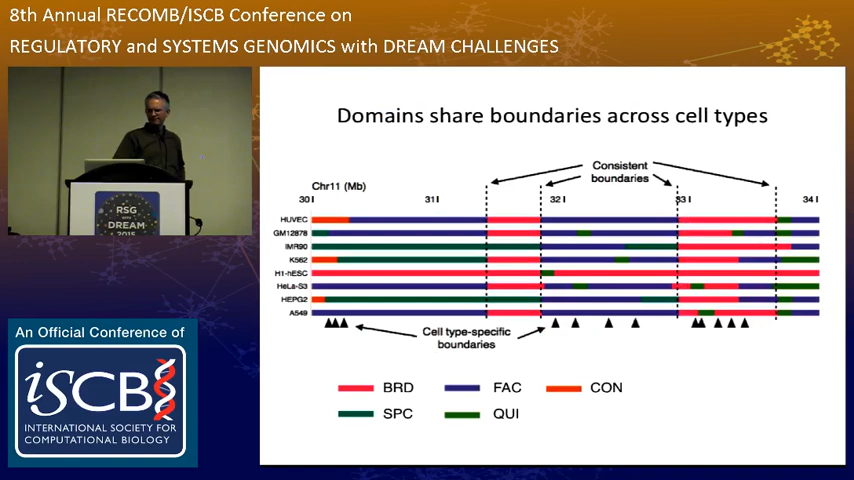 8th Annual RECOMB/ISCB Conference on
REGULATORY and SYSTEMS GENOMICS with DREAM CHALLENGES
RSG
with
DREAM
2015
An Official Conference of
iSCB
INTERNATIONAL SOCIETY FOR
COMPUTATIONAL BIOLOGY
Domains share boundaries across cell types
Consistent
boundaries
Chr11 (Mb)
30 31 32 33 34
HUVEC
GM12878
IMR90
K562
H1-hESC
HeLa-S3
HEPG2
A549
Cell type-specific
boundaries
BRD FAC CON
SPC QUI